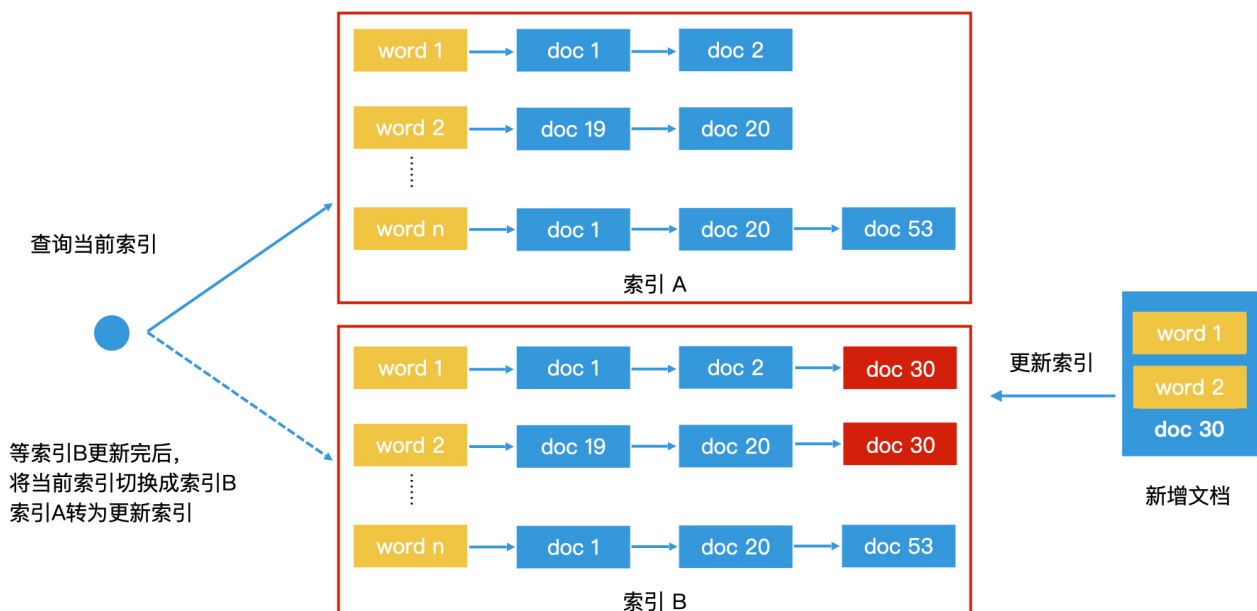 word 1 doc 1 doc 2
word 2 doc 19 doc 20
word n doc 1 doc 20 doc 53
索引 A
查询当前索引
word 1 doc 1 doc 2 doc 30
word 2 doc 19 doc 20 doc 30
word n doc 1 doc 20 doc 53
索引 B
等索引B更新完后,
将当前索引切换成索引B
索引A转为更新索引
更新索引
word 1
word 2
doc 30
新增文档